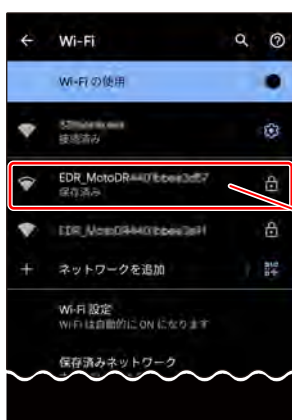 Wi-Fi
Wi-Fi の使用
接続済み
EDR_MotoDR
保存済み
ネットワークを追加
Wi-Fi 設定
Wi-Fi は自動的に ON になります
保存済みネットワーク